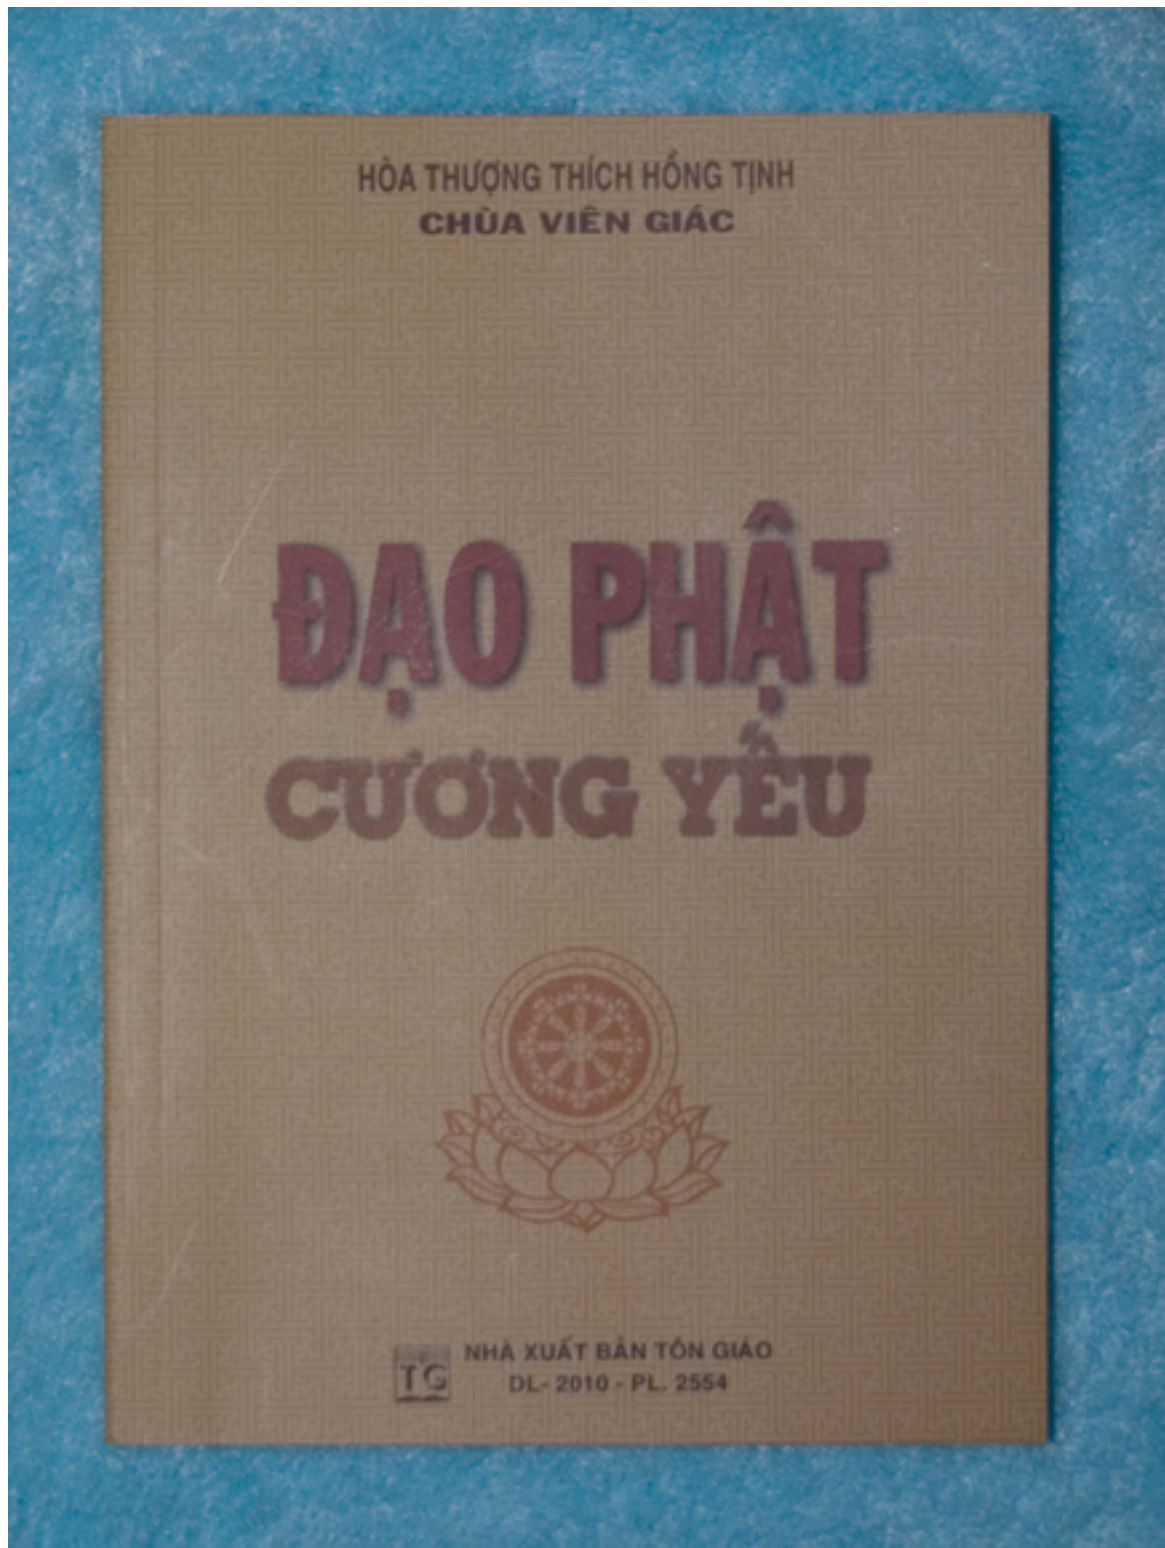 HÒA THƯỢNG THÍCH HỒNG TỊNH
CHÙA VIÊN GIÁC
ĐẠO PHẬT
CƯƠNG YẾU
TG
NHÀ XUẤT BẢN TÔN GIÁO
DL- 2010 - PL. 2554